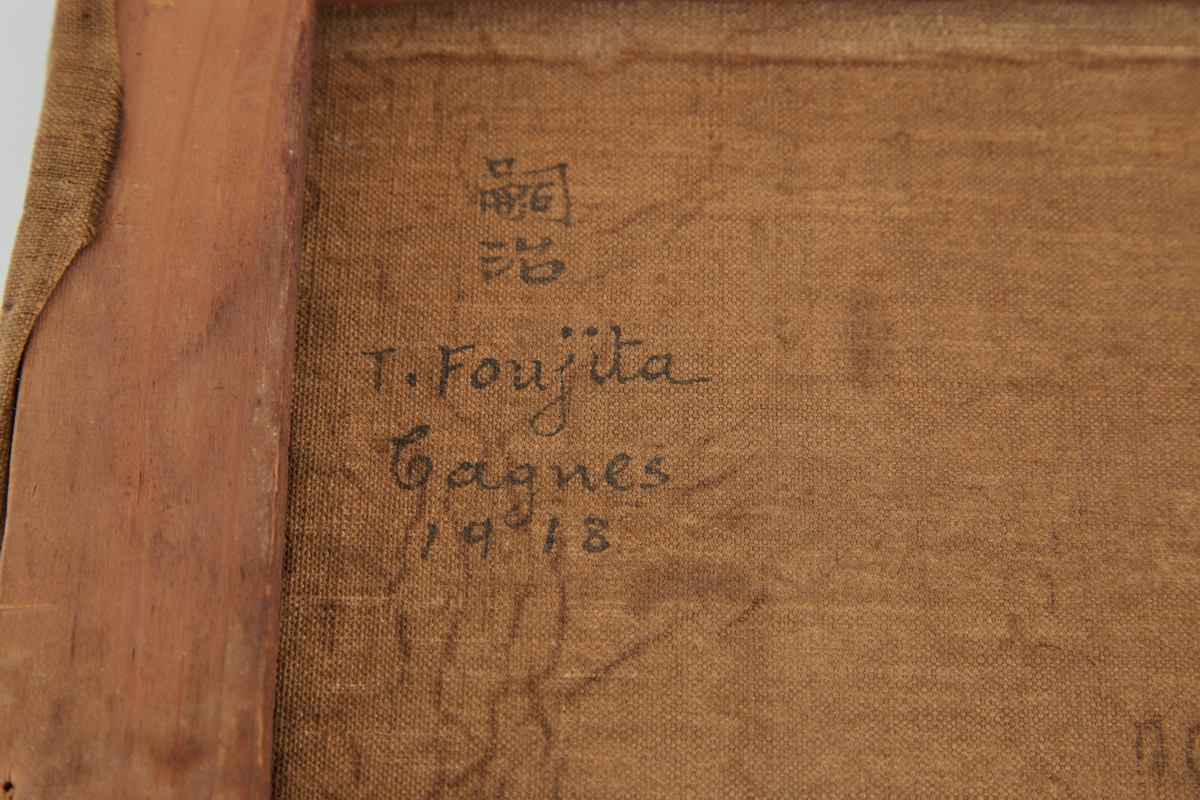 嗣
治
T. Foujita
Cagnes
1918